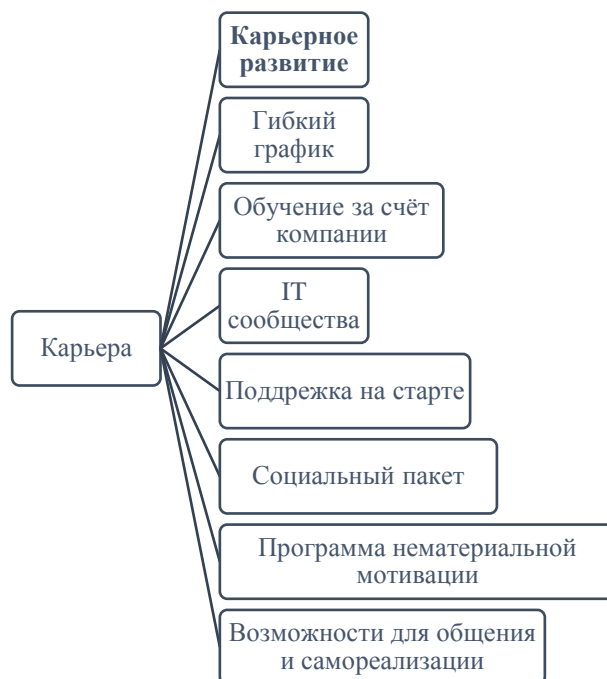 Карьерное
развитие
Гибкий
график
Обучение за счёт
компании
IT
сообщества
Карьера
Поддрежка на старте
Социальный пакет
Программа нематериальной
мотивации
Возможности для общения
и самореализации